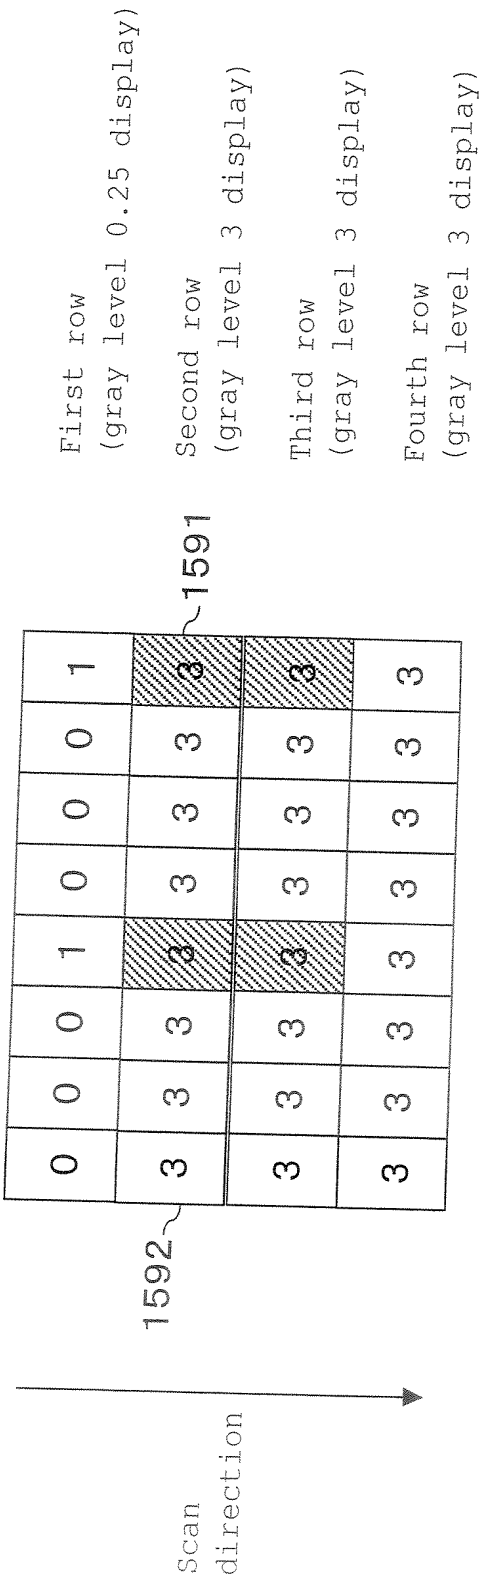 First row
(gray level 0.25 display)
0 0 0 1 0 0 0 1
Second row
(gray level 3 display)
1592
3 3 3 3 3 3 3 3
1591
Scan
direction
Third row
(gray level 3 display)
3 3 3 3 3 3 3 3
Fourth row
(gray level 3 display)
3 3 3 3 3 3 3 3